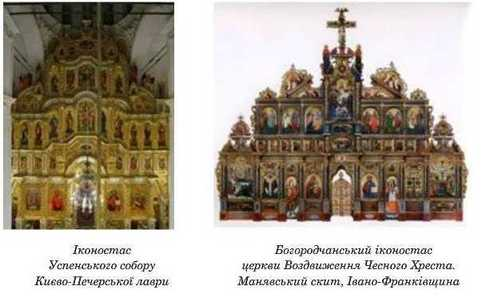 Іконостас
Успенського собору
Києво-Печерської лаври
Богородчанський іконостас
церкви Воздвиження Чесного Хреста.
Манявський скит, Івано-Франківщина